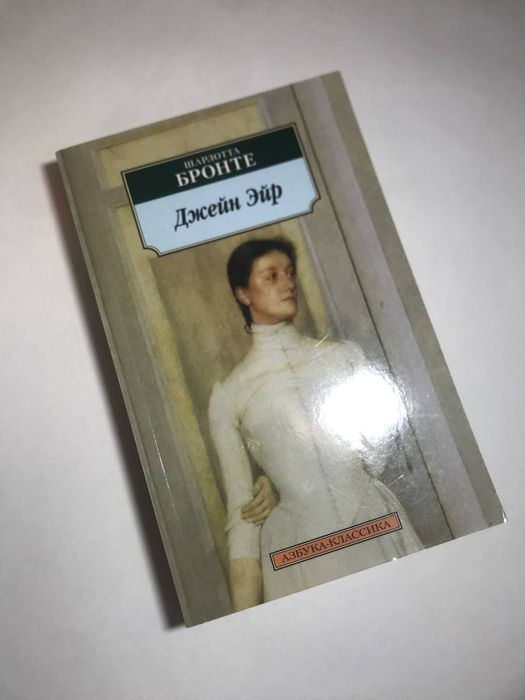 ШАРЛОТТА
БРОНТЕ
Джейн Эйр
АЗБУКА-КЛАССИКА